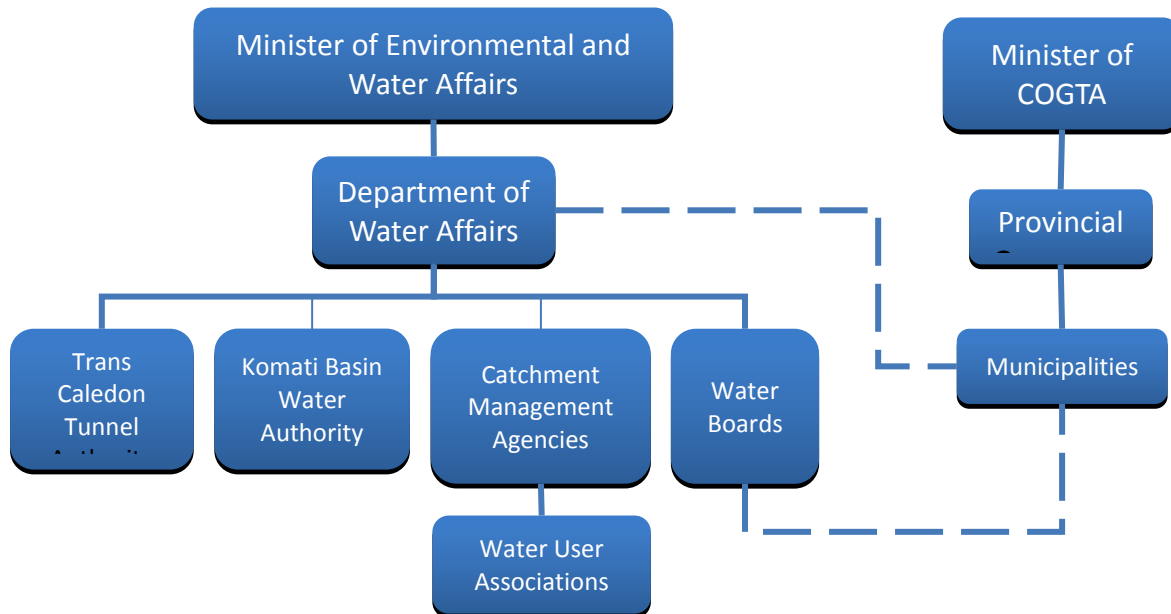 Minister of Environmental and
Water Affairs
Minister of
COGTA
Department of
Water Affairs
Provincial
Trans
Caledon
Tunnel
Komati Basin
Water
Authority
Catchment
Management
Agencies
Water
Boards
Municipalities
Water User
Associations